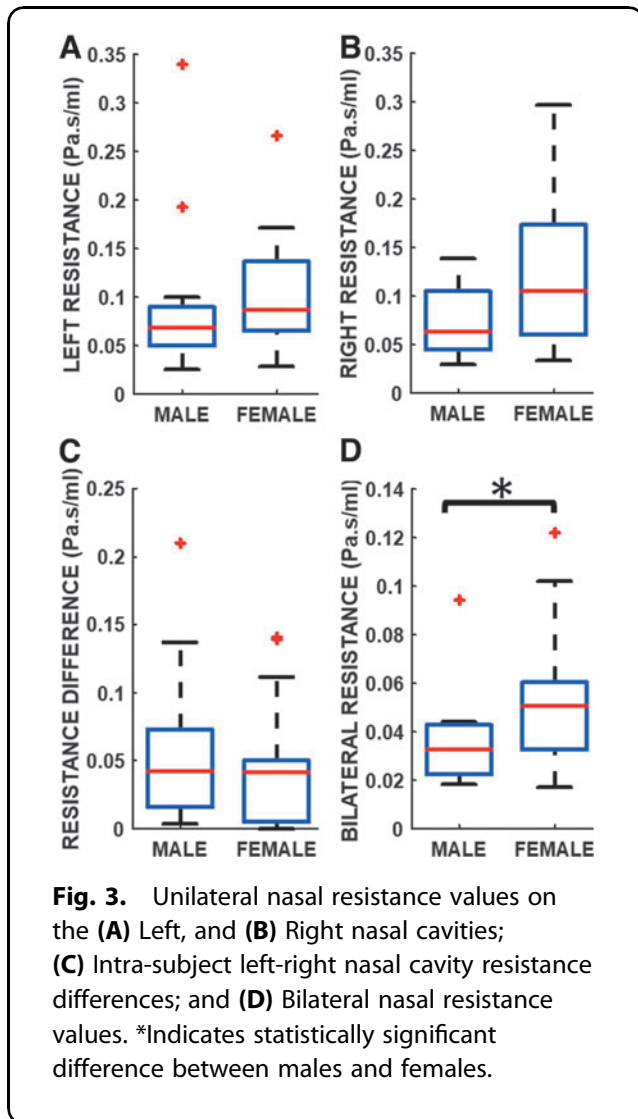 A
LEFT RESISTANCE (Pa.s/ml)
0.35
0.3
0.25
0.2
0.15
0.1
0.05
0
MALE FEMALE
B
RIGHT RESISTANCE (Pa.s/ml)
0.35
0.3
0.25
0.2
0.15
0.1
0.05
0
MALE FEMALE
C
RESISTANCE DIFFERENCE (Pa.s/ml)
0.25
0.2
0.15
0.1
0.05
0
MALE FEMALE
D
BILATERAL RESISTANCE (Pa.s/ml)
0.14
0.12
0.1
0.08
0.06
0.04
0.02
0
*
MALE FEMALE
Fig. 3. Unilateral nasal resistance values on
the (A) Left, and (B) Right nasal cavities;
(C) Intra-subject left-right nasal cavity resistance
differences; and (D) Bilateral nasal resistance
values. *Indicates statistically significant
difference between males and females.